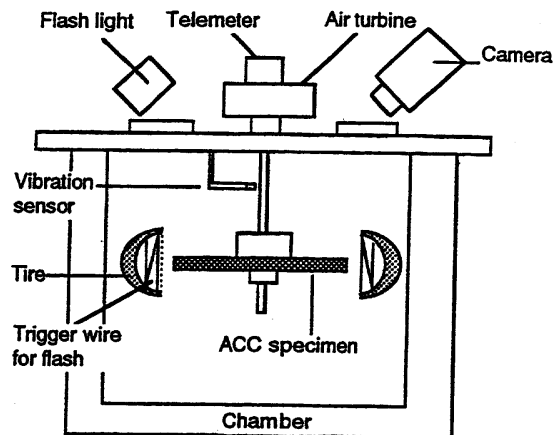 Flash light
Telemeter
Air turbine
Camera
Vibration
sensor
Tire
Trigger wire
for flash
ACC specimen
Chamber